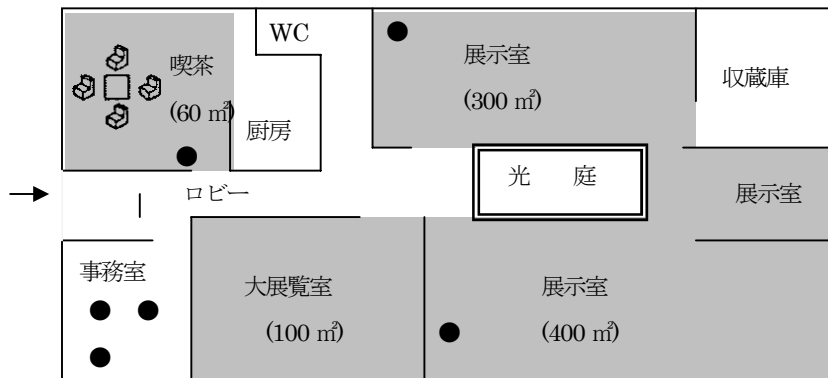 WC
喫茶
(60 ㎡)
厨房
展示室
(300 ㎡)
収蔵庫
ロビー
光 庭
展示室
事務室
大展覧室
(100 ㎡)
展示室
(400 ㎡)